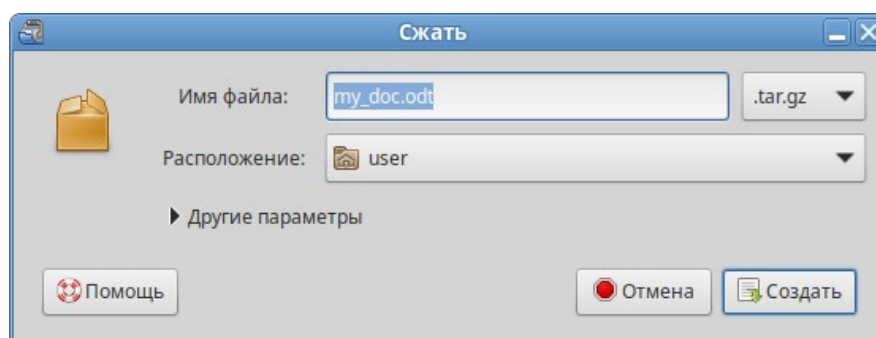 Сжать
Имя файла: my_doc.odt .tar.gz
Расположение: user
Другие параметры
Помощь Отмена Создать